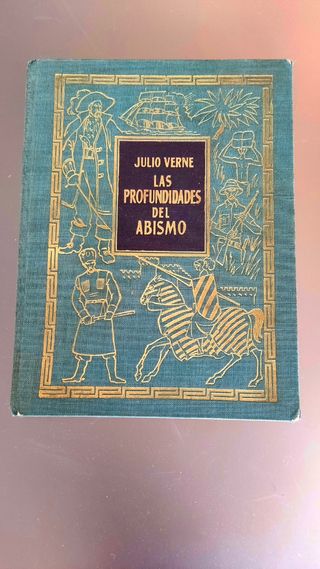 JULIO VERNE
LAS
PROFUNDIDADES
DEL
ABISMO